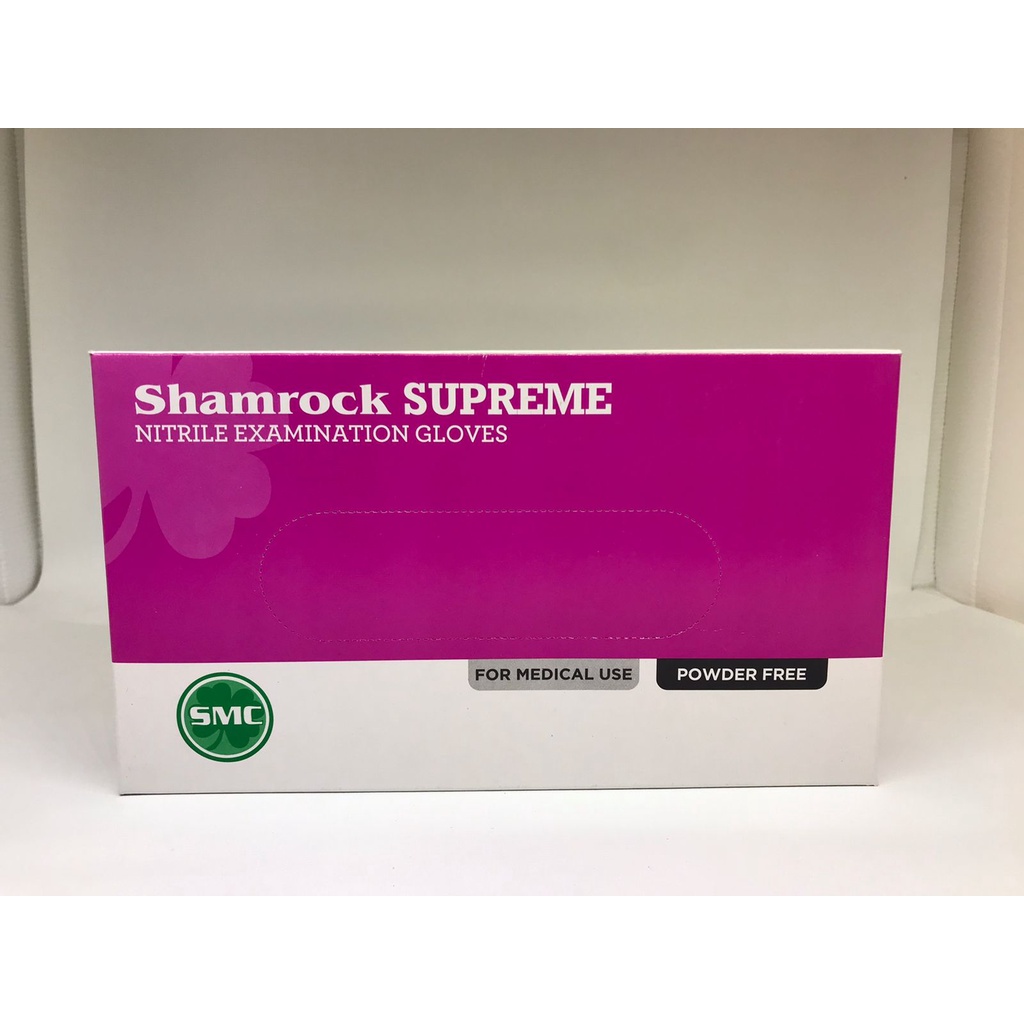 Shamrock SUPREME
NITRILE EXAMINATION GLOVES
FOR MEDICAL USE
POWDER FREE
SMC